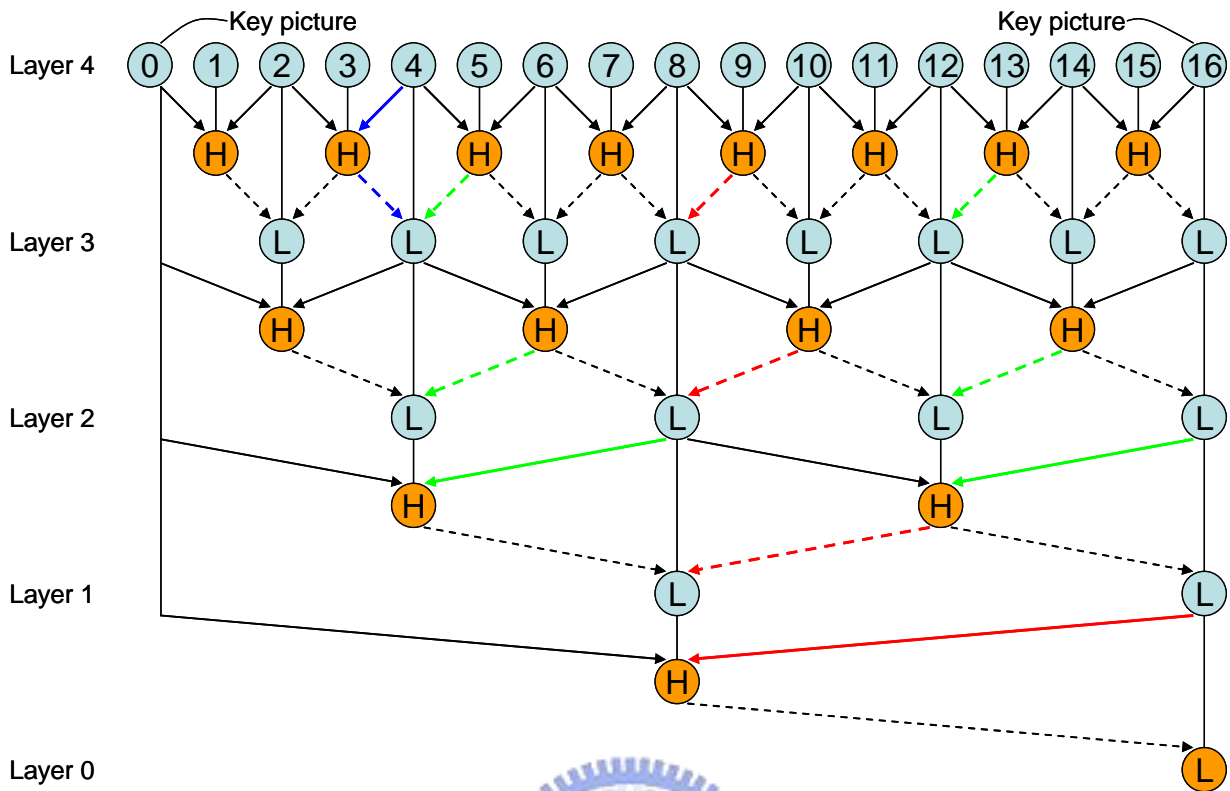 Key picture Key picture
Layer 4 0 1 2 3 4 5 6 7 8 9 10 11 12 13 14 15 16
H H H H H H H H
Layer 3 L L L L L L L L
H H H H
Layer 2 L L L L
H H
Layer 1 L L
H
Layer 0 L